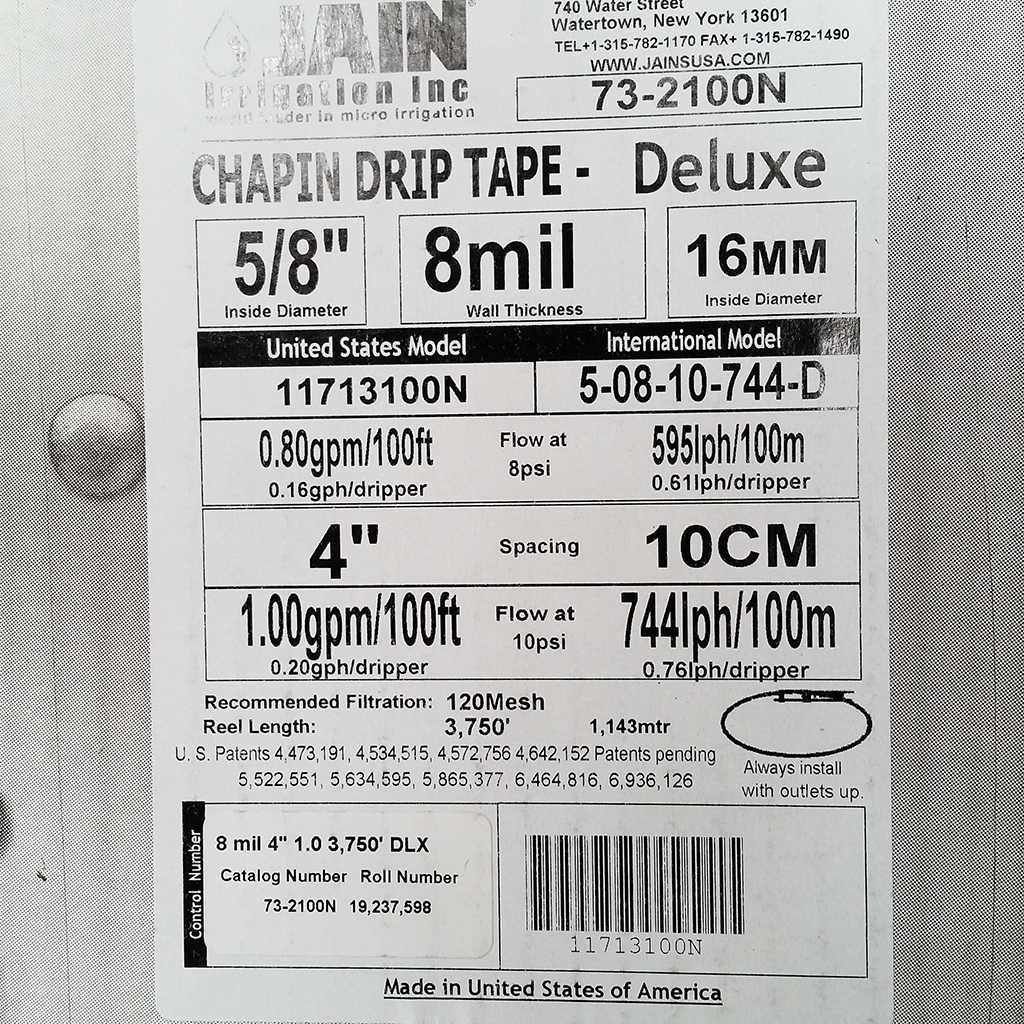 JAIN®
Irrigation Inc
world leader in micro irrigation
740 Water Street
Watertown, New York 13601
TEL+1-315-782-1170 FAX+ 1-315-782-1490
WWW.JAINSUSA.COM
73-2100N
CHAPIN DRIP TAPE - Deluxe
5/8"
Inside Diameter
8mil
Wall Thickness
16MM
Inside Diameter
United States Model
International Model
11713100N
5-08-10-744-D
0.80gpm/100ft
0.16gph/dripper
Flow at
8psi
595lph/100m
0.61lph/dripper
4"
Spacing
10CM
1.00gpm/100ft
0.20gph/dripper
Flow at
10psi
744lph/100m
0.76lph/dripper
Recommended Filtration: 120Mesh
Reel Length: 3,750' 1,143mtr
U. S. Patents 4,473,191, 4,534,515, 4,572,756 4,642,152 Patents pending
5,522,551, 5,634,595, 5,865,377, 6,464,816, 6,936,126
Always install
with outlets up.
Control Number
8 mil 4" 1.0 3,750' DLX
Catalog Number Roll Number
73-2100N 19,237,598
11713100N
Made in United States of America